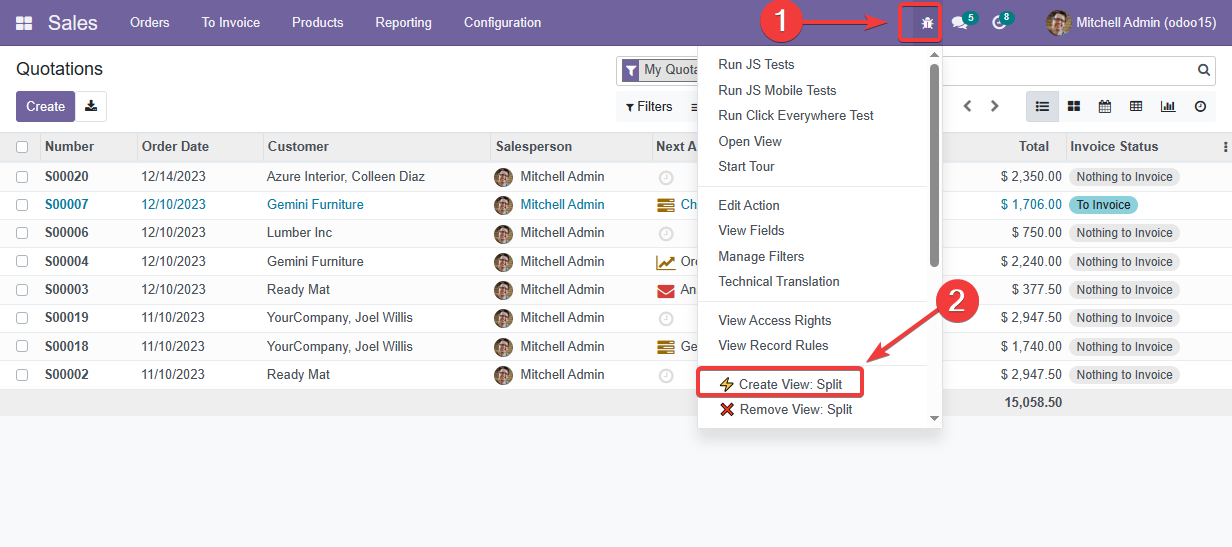 Sales Orders To Invoice Products Reporting Configuration 1 5 8 Mitchell Admin (odoo15)
Quotations
My Quota
Create
Filters
Run JS Tests
Run JS Mobile Tests
Run Click Everywhere Test
Open View
Start Tour
Edit Action
View Fields
Manage Filters
Technical Translation
View Access Rights
View Record Rules
Create View: Split
Remove View: Split
2
Number Order Date Customer Salesperson Next A Total Invoice Status
S00020 12/14/2023 Azure Interior, Colleen Diaz Mitchell Admin $ 2,350.00 Nothing to Invoice
S00007 12/10/2023 Gemini Furniture Mitchell Admin Ch $ 1,706.00 To Invoice
S00006 12/10/2023 Lumber Inc Mitchell Admin $ 750.00 Nothing to Invoice
S00004 12/10/2023 Gemini Furniture Mitchell Admin Ord $ 2,240.00 Nothing to Invoice
S00003 12/10/2023 Ready Mat Mitchell Admin An $ 377.50 Nothing to Invoice
S00019 11/10/2023 YourCompany, Joel Willis Mitchell Admin $ 2,947.50 Nothing to Invoice
S00018 11/10/2023 YourCompany, Joel Willis Mitchell Admin Ge $ 1,740.00 Nothing to Invoice
S00002 11/10/2023 Ready Mat Mitchell Admin $ 2,947.50 Nothing to Invoice
15,058.50